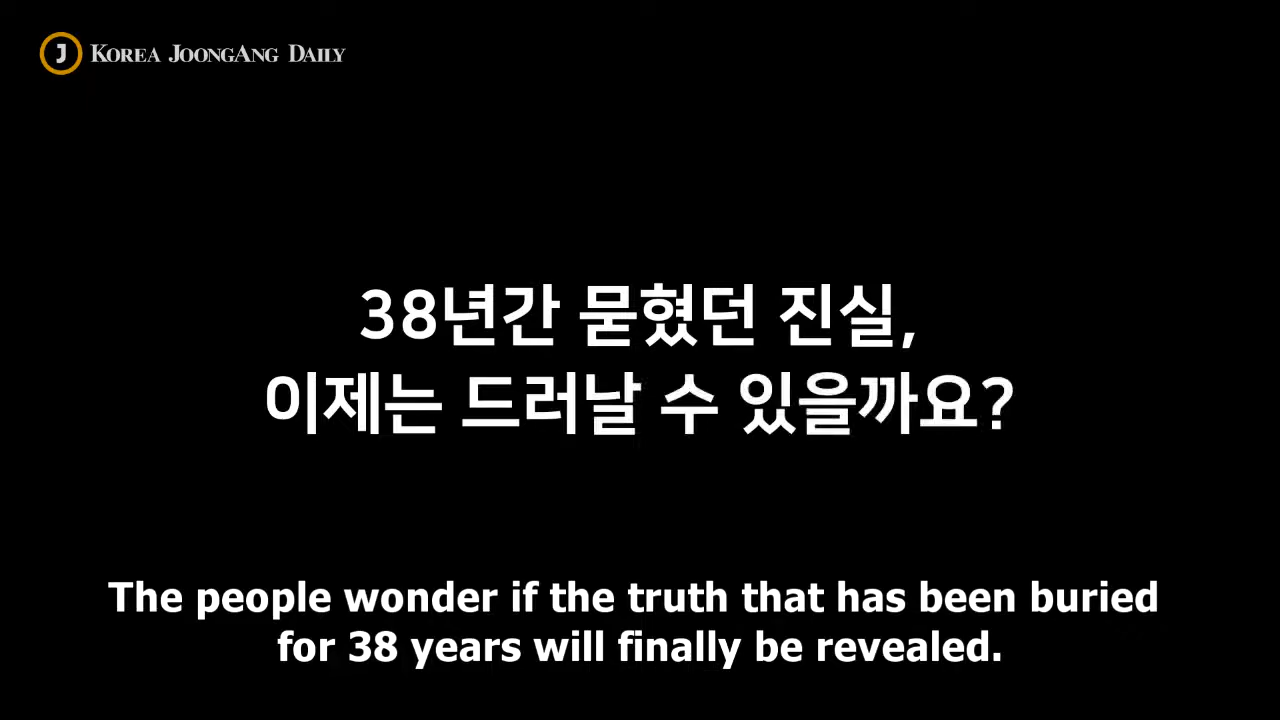 J KOREA JOONGANG DAILY
38년간 묻혔던 진실,
이제는 드러날 수 있을까요?
The people wonder if the truth that has been buried
for 38 years will finally be revealed.